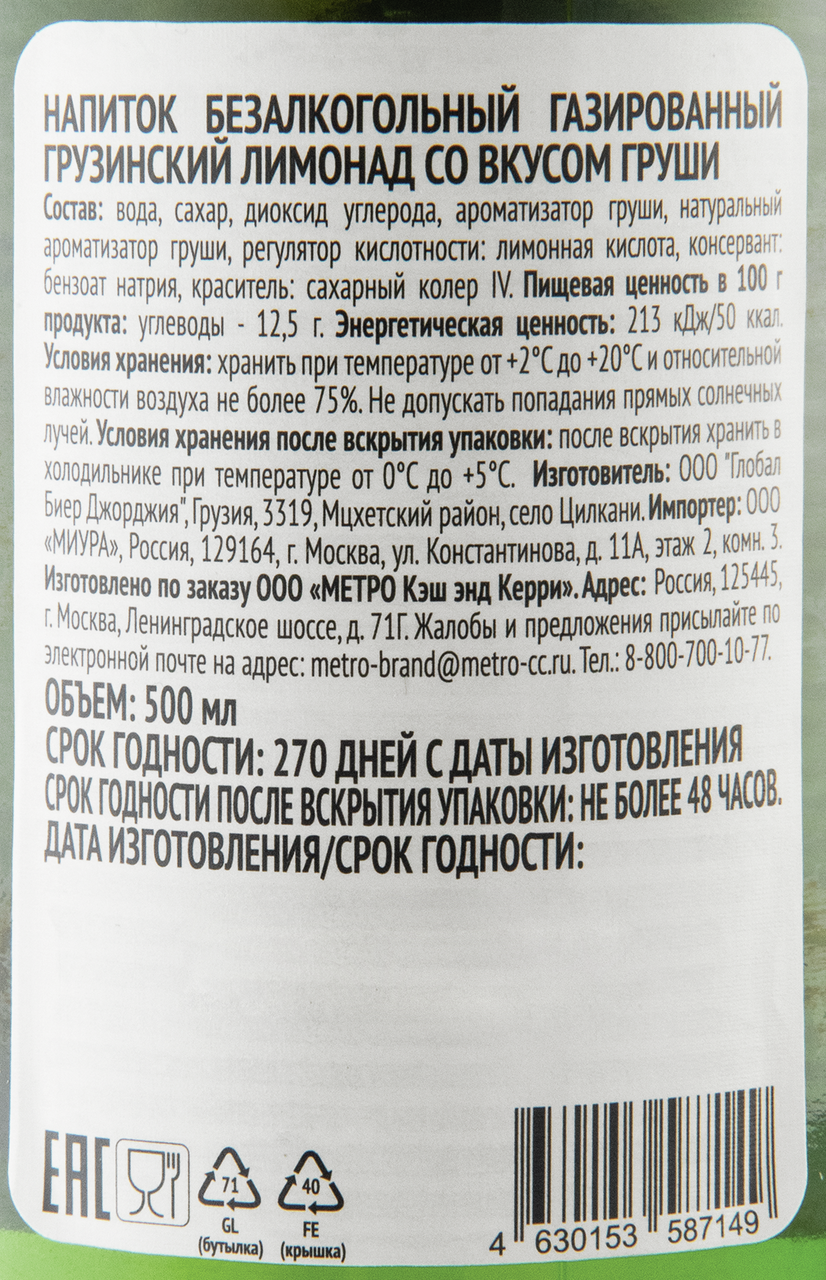 НАПИТОК БЕЗАЛКОГОЛЬНЫЙ ГАЗИРОВАННЫЙ
ГРУЗИНСКИЙ ЛИМОНАД СО ВКУСОМ ГРУШИ
Состав: вода, сахар, диоксид углерода, ароматизатор груши, натуральный
ароматизатор груши, регулятор кислотности: лимонная кислота, консервант:
бензоат натрия, краситель: сахарный колер IV. Пищевая ценность в 100 г
продукта: углеводы - 12,5 г. Энергетическая ценность: 213 кДж/50 ккал.
Условия хранения: хранить при температуре от +2°С до +20°С и относительной
влажности воздуха не более 75%. Не допускать попадания прямых солнечных
лучей. Условия хранения после вскрытия упаковки: после вскрытия хранить в
холодильнике при температуре от 0°С до +5°С. Изготовитель: ООО "Глобал
Биер Джорджия", Грузия, 3319, Мцхетский район, село Цилкани. Импортер: ООО
«МИУРА», Россия, 129164, г. Москва, ул. Константинова, д. 11А, этаж 2, комн. 3.
Изготовлено по заказу ООО «МЕТРО Кэш энд Керри». Адрес: Россия, 125445,
г. Москва, Ленинградское шоссе, д. 71Г. Жалобы и предложения присылайте по
электронной почте на адрес: metro-brand@metro-cc.ru. Тел.: 8-800-700-10-77.
ОБЪЕМ: 500 мл
СРОК ГОДНОСТИ: 270 ДНЕЙ С ДАТЫ ИЗГОТОВЛЕНИЯ
СРОК ГОДНОСТИ ПОСЛЕ ВСКРЫТИЯ УПАКОВКИ: НЕ БОЛЕЕ 48 ЧАСОВ.
ДАТА ИЗГОТОВЛЕНИЯ/СРОК ГОДНОСТИ:
EAC
71
GL
(бутылка)
40
FE
(крышка)
4 630153 587149